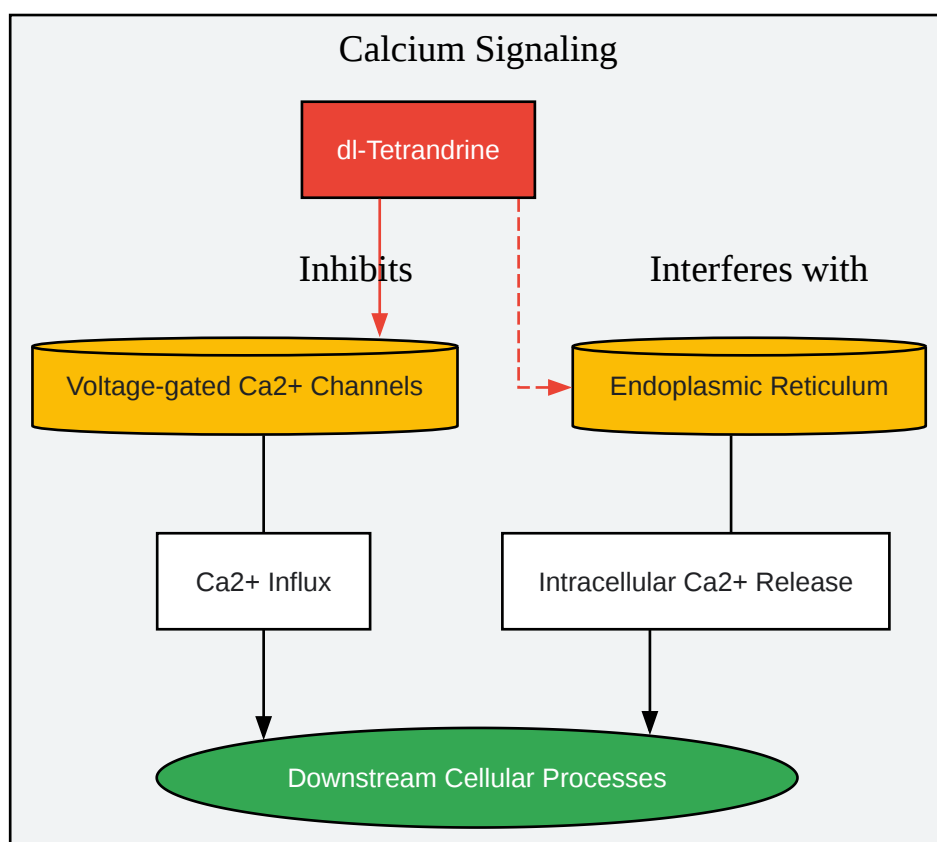 Calcium Signaling
dl-Tetrandrine
Inhibits
Interferes with
Voltage-gated Ca2+ Channels
Endoplasmic Reticulum
Ca2+ Influx
Intracellular Ca2+ Release
Downstream Cellular Processes